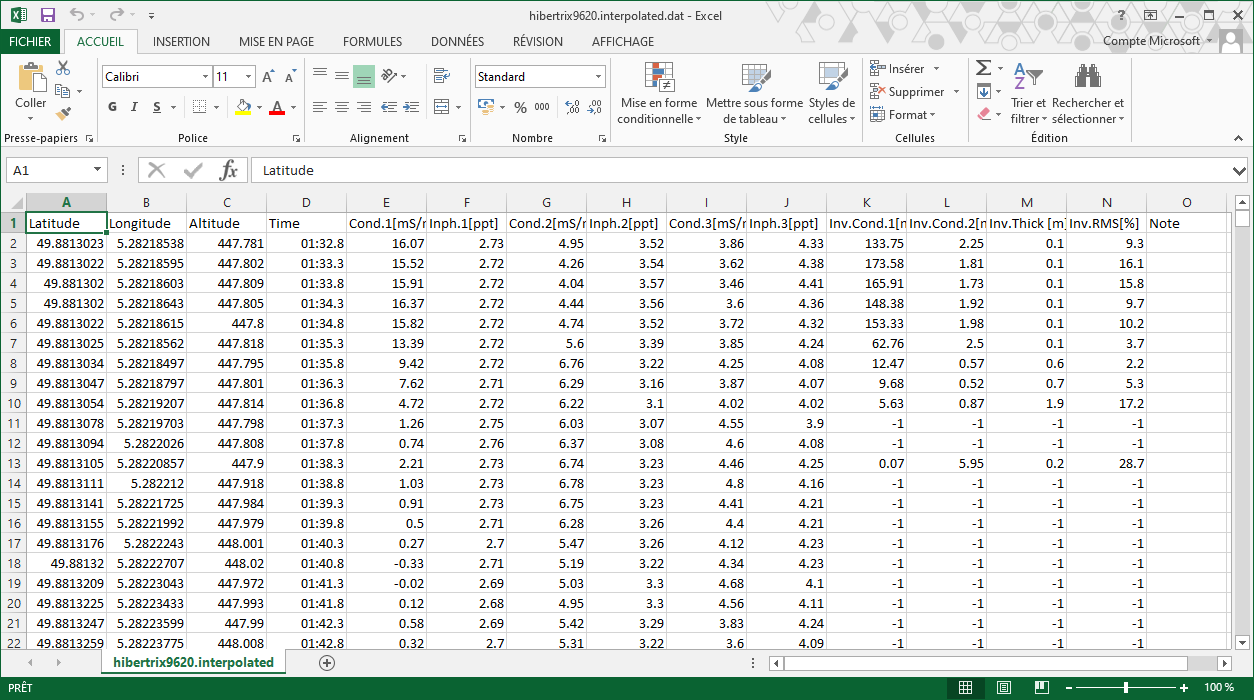 hibertrix9620.interpolated.dat - Excel
?
FICHIER ACCUEIL INSERTION MISE EN PAGE FORMULES DONNÉES RÉVISION AFFICHAGE Compte Microsoft
Coller
Presse-papiers
Calibri 11 A A
G I S A
Police
Alignement
Standard
% 000
Nombre
Mise en forme conditionnelle
Mettre sous forme de tableau
Styles de cellules
Style
Insérer
Supprimer
Format
Cellules
Trier et filtrer
Rechercher et sélectionner
Édition
A1 fx Latitude
A B C D E F G H I J K L M N O
1 Latitude Longitude Altitude Time Cond.1[mS/ Inph.1[ppt] Cond.2[mS/ Inph.2[ppt] Cond.3[mS/ Inph.3[ppt] Inv.Cond.1[ Inv.Cond.2[ Inv.Thick [m] Inv.RMS[%] Note
2 49.8813023 5.28218538 447.781 01:32.8 16.07 2.73 4.95 3.52 3.86 4.33 133.75 2.25 0.1 9.3
3 49.8813022 5.28218595 447.802 01:33.3 15.52 2.72 4.26 3.54 3.62 4.38 173.58 1.81 0.1 16.1
4 49.881302 5.28218603 447.809 01:33.8 15.91 2.72 4.04 3.57 3.46 4.41 165.91 1.73 0.1 15.8
5 49.881302 5.28218643 447.805 01:34.3 16.37 2.72 4.44 3.56 3.6 4.36 148.38 1.92 0.1 9.7
6 49.8813022 5.28218615 447.8 01:34.8 15.82 2.72 4.74 3.52 3.72 4.32 153.33 1.98 0.1 10.2
7 49.8813025 5.28218562 447.818 01:35.3 13.39 2.72 5.6 3.39 3.85 4.24 62.76 2.5 0.1 3.7
8 49.8813034 5.28218497 447.795 01:35.8 9.42 2.72 6.76 3.22 4.25 4.08 12.47 0.57 0.6 2.2
9 49.8813047 5.28218797 447.801 01:36.3 7.62 2.71 6.29 3.16 3.87 4.07 9.68 0.52 0.7 5.3
10 49.8813054 5.28219207 447.814 01:36.8 4.72 2.72 6.22 3.1 4.02 4.02 5.63 0.87 1.9 17.2
11 49.8813078 5.28219703 447.798 01:37.3 1.26 2.75 6.03 3.07 4.55 3.9 -1 -1 -1 -1
12 49.8813094 5.2822026 447.808 01:37.8 0.74 2.76 6.37 3.08 4.6 4.08 -1 -1 -1 -1
13 49.8813105 5.28220857 447.9 01:38.3 2.21 2.73 6.74 3.23 4.46 4.25 0.07 5.95 0.2 28.7
14 49.8813111 5.282212 447.918 01:38.8 1.03 2.73 6.78 3.23 4.8 4.16 -1 -1 -1 -1
15 49.8813141 5.28221725 447.984 01:39.3 0.91 2.73 6.75 3.23 4.41 4.21 -1 -1 -1 -1
16 49.8813155 5.28221992 447.979 01:39.8 0.5 2.71 6.28 3.26 4.4 4.21 -1 -1 -1 -1
17 49.8813176 5.2822243 448.001 01:40.3 0.27 2.7 5.47 3.26 4.12 4.23 -1 -1 -1 -1
18 49.88132 5.28222707 448.02 01:40.8 -0.33 2.71 5.19 3.22 4.34 4.23 -1 -1 -1 -1
19 49.8813209 5.28223043 447.972 01:41.3 -0.02 2.69 5.03 3.3 4.68 4.1 -1 -1 -1 -1
20 49.8813225 5.28223433 447.993 01:41.8 0.12 2.68 4.95 3.3 4.56 4.11 -1 -1 -1 -1
21 49.8813247 5.28223599 447.99 01:42.3 0.58 2.69 5.42 3.29 3.83 4.24 -1 -1 -1 -1
22 49.8813259 5.28223775 448.008 01:42.8 0.32 2.7 5.31 3.22 3.6 4.09 -1 -1 -1 -1
hibertrix9620.interpolated
PRÊT 100 %